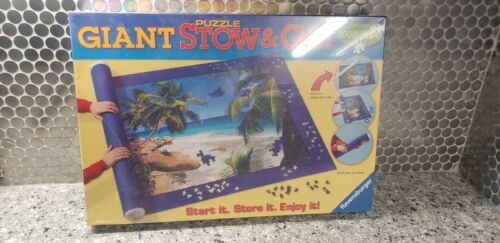 PUZZLE
GIANT STOW & GO!
Start it. Store it. Enjoy it!
Ravensburger